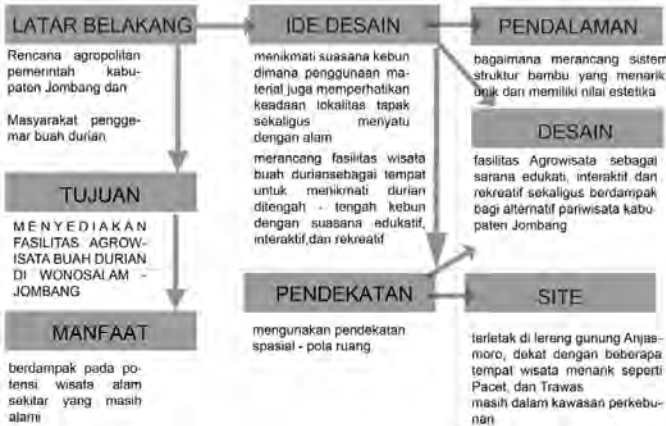 LATAR BELAKANG
Rencana agropolitan
pemerintah kabu-
paten Jombang dan
Masyarakat pengge-
mar buah durian
TUJUAN
MENYEDIAKAN
FASILITAS AGROW-
ISATA BUAH DURIAN
DI WONOSALAM -
JOMBANG
MANFAAT
berdampak pada po-
tensi wisata alam
sekitar yang masih
alami
IDE DESAIN
menikmati suasana kebun
dimana penggunaan ma-
terial juga memperhatikan
keadaan lokalitas tapak
sekaligus menyatu
dengan alam
merancang fasilitas wisata
buah duriansebagai tempat
untuk menikmati durian
ditengah - tengah kebun
dengan suasana edukatif,
interaktif,dan rekreatif
PENDEKATAN
mengunakan pendekatan
spasial - pola ruang.
PENDALAMAN
bagaimana merancang sistem
struktur bambu yang menarik
unik dan memiliki nilai estetika
DESAIN
fasilitas Agrowisata sebagai
sarana edukati, interaktif dan
rekreatif sekaligus berdampak
bagi alternatif pariwisata kabu-
paten Jombang
SITE
terletak di lereng gunung Anjas-
moro, dekat dengan beberapa
tempat wisata menarik seperti
Pacet, dan Trawas
masih dalam kawasan perkebu-
nan